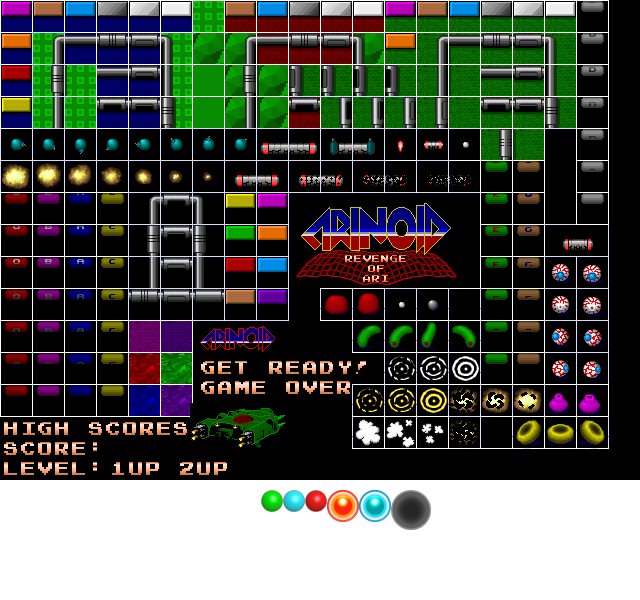 ARINOID
REVENGE
OF
ARI
ARINOID
GET READY!
GAME OVER
HIGH SCORES
SCORE:
LEVEL: 1UP 2UP